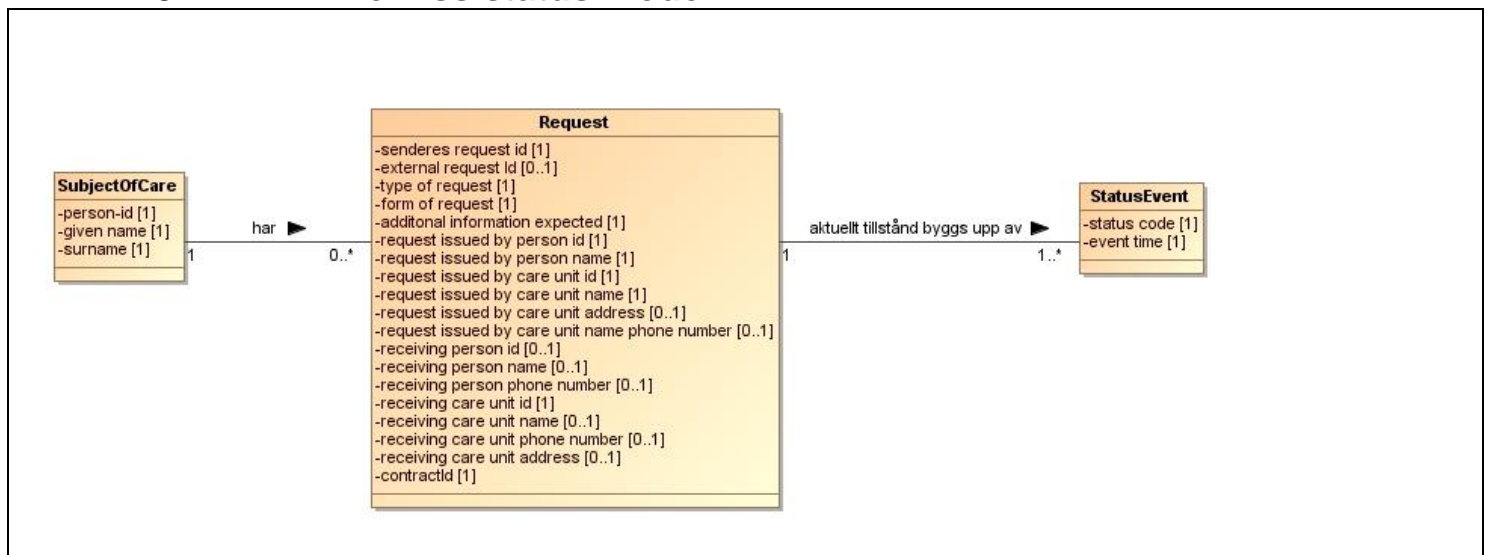 SubjectOfCare
-person-id [1]
-given name [1]
-surname [1]
1
har
0..*
Request
-senderes request id [1]
-external request Id [0..1]
-type of request [1]
-form of request [1]
-additonal information expected [1]
-request issued by person id [1]
-request issued by person name [1]
-request issued by care unit id [1]
-request issued by care unit name [1]
-request issued by care unit address [0..1]
-request issued by care unit name phone number [0..1]
-receiving person id [0..1]
-receiving person name [0..1]
-receiving person phone number [0..1]
-receiving care unit id [1]
-receiving care unit name [0..1]
-receiving care unit phone number [0..1]
-receiving care unit address [0..1]
-contractId [1]
1
aktuellt tillstånd byggs upp av
1..*
StatusEvent
-status code [1]
-event time [1]